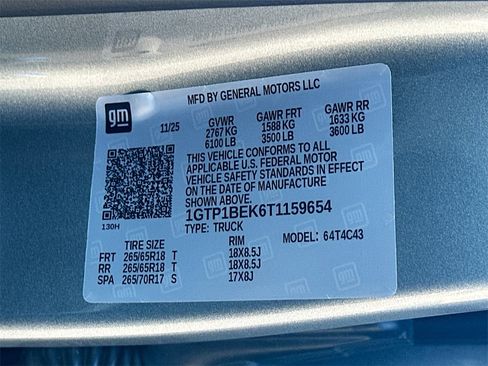 MFD BY GENERAL MOTORS LLC
gm
11/25 GVWR GAWR FRT GAWR RR
2767 KG 1588 KG 1633 KG
6100 LB 3500 LB 3600 LB
THIS VEHICLE CONFORMS TO ALL
APPLICABLE U.S. FEDERAL MOTOR
VEHICLE SAFETY STANDARDS IN EFFECT
ON THE DATE OF MANUFACTURE
SHOWN ABOVE.
1GTP1BEK6T1159654
130H TYPE: TRUCK MODEL: 64T4C43
TIRE SIZE RIM
FRT 265/65R18 T 18X8.5J
RR 265/65R18 T 18X8.5J
SPA 265/70R17 S 17X8J